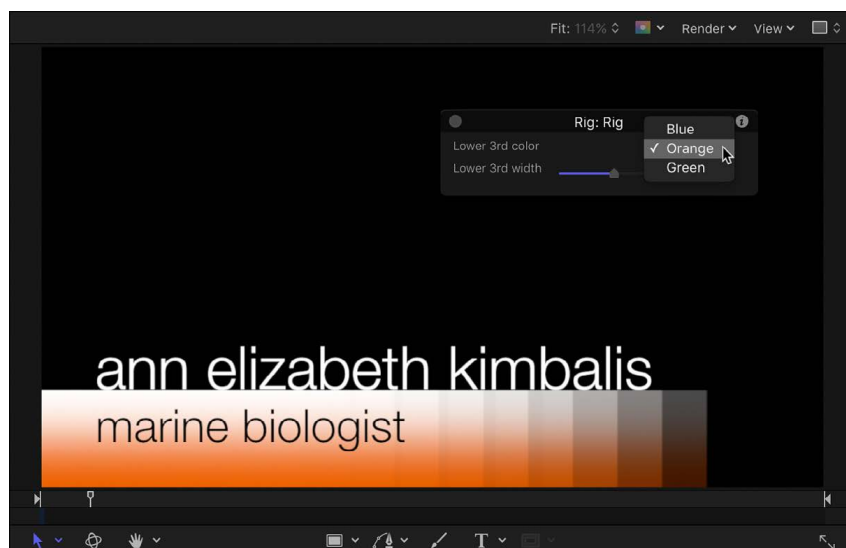 Fit: 114% Render View
Rig: Rig
Blue
Lower 3rd color ✓ Orange
Lower 3rd width Green
ann elizabeth kimbalis
marine biologist
T